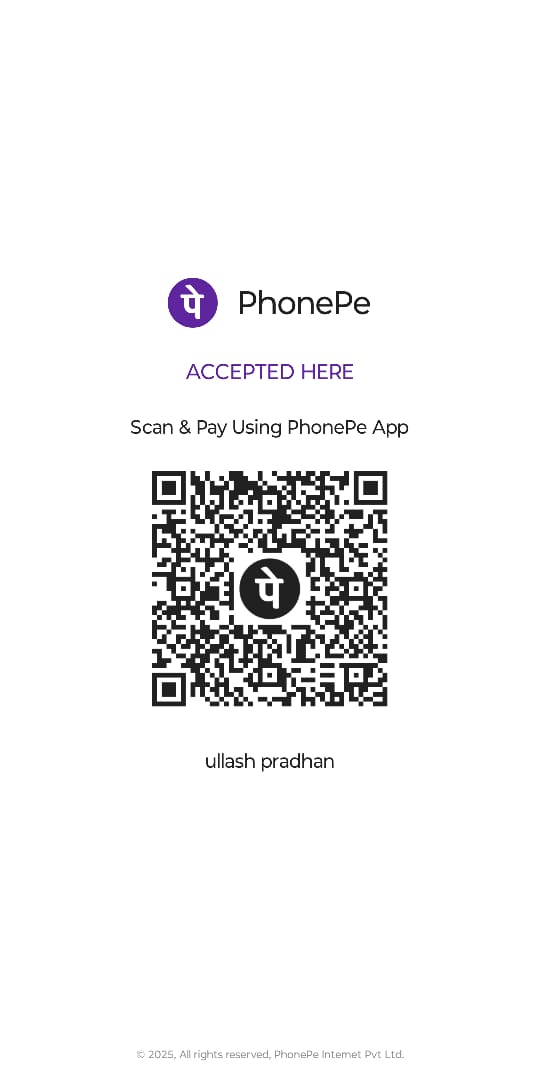 पे PhonePe
ACCEPTED HERE
Scan & Pay Using PhonePe App
पे
ullash pradhan
© 2025, All rights reserved, PhonePe Internet Pvt Ltd.